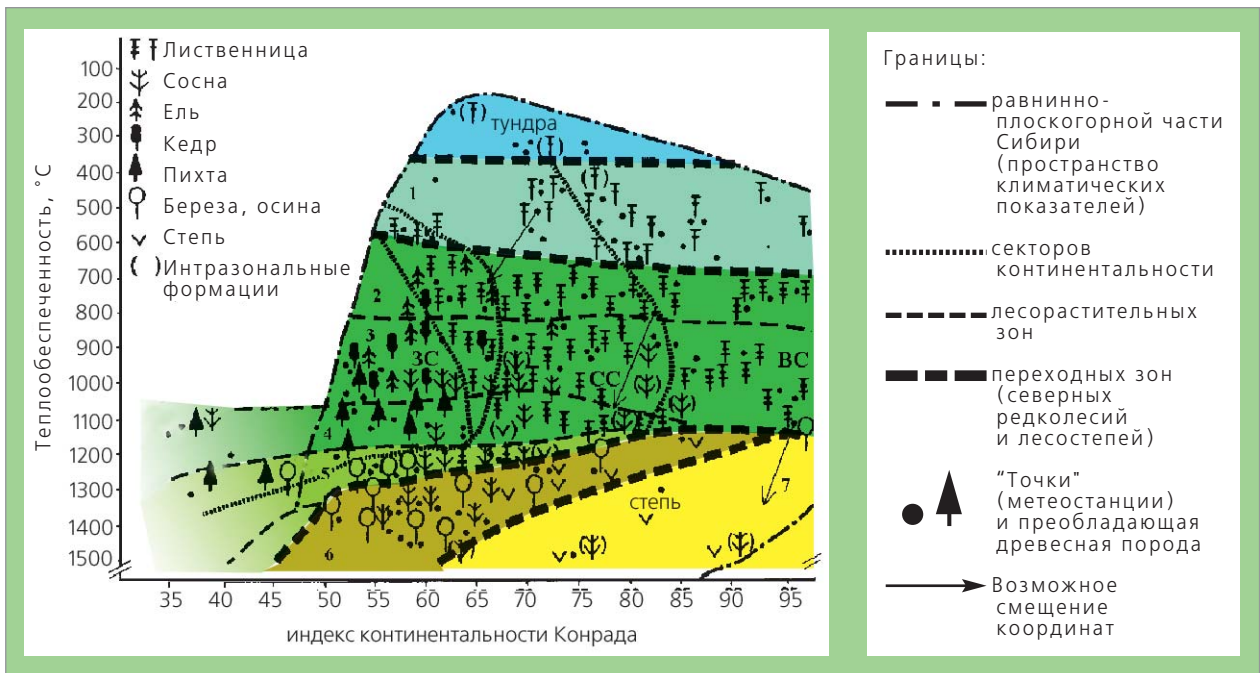 Лиственница
Сосна
Ель
Кедр
Пихта
Береза, осина
Степь
( ) Интразональные
формации
Теплообеспеченность, ˚С
100
200
300
400
500
600
700
800
900
1000
1100
1200
1300
1400
1500
тундра
1
2
3
ЗС
СС
ВС
4
5
6
7
степь
35 40 45 50 55 60 65 70 75 80 85 90 95
индекс континентальности Конрада
Границы:
равнинно-
плоскогорной части
Сибири
(пространство
климатических
показателей)
секторов
континентальности
лесорастительных
зон
переходных зон
(северных
редколесий
и лесостепей)
“Точки"
(метеостанции)
и преобладающая
древесная порода
Возможное
смещение
координат